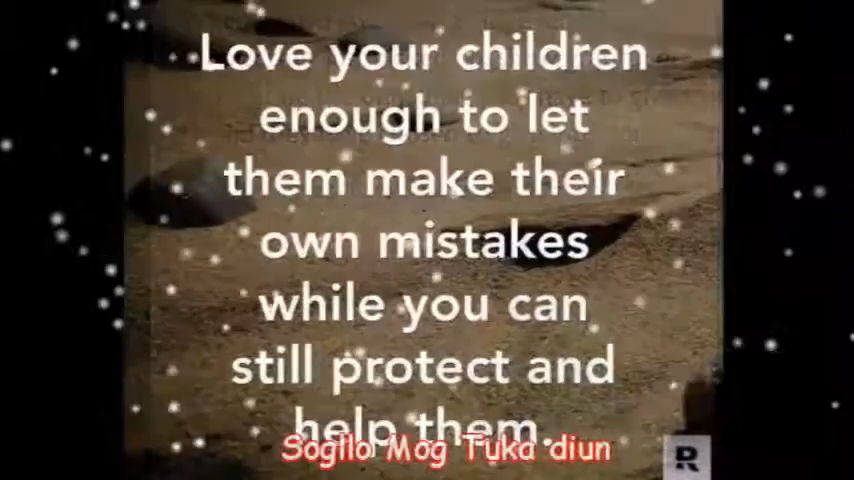 Love your children
enough to let
them make their
own mistakes
while you can
still protect and
help them.
Sogilo Mog Tuka diun
R